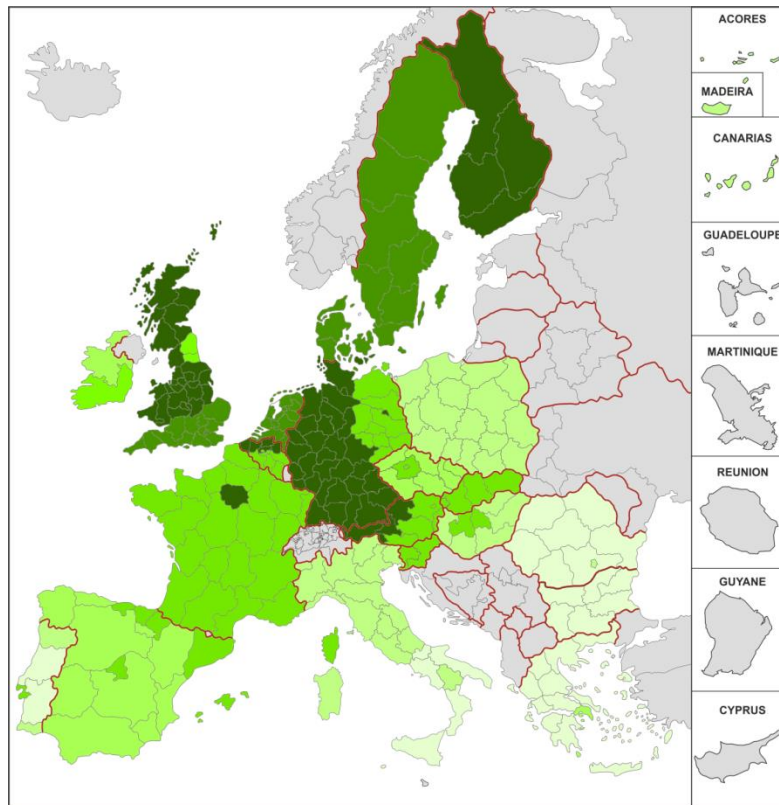 ACORES
MADEIRA
CANARIAS
GUADELOUPE
MARTINIQUE
REUNION
GUYANE
CYPRUS